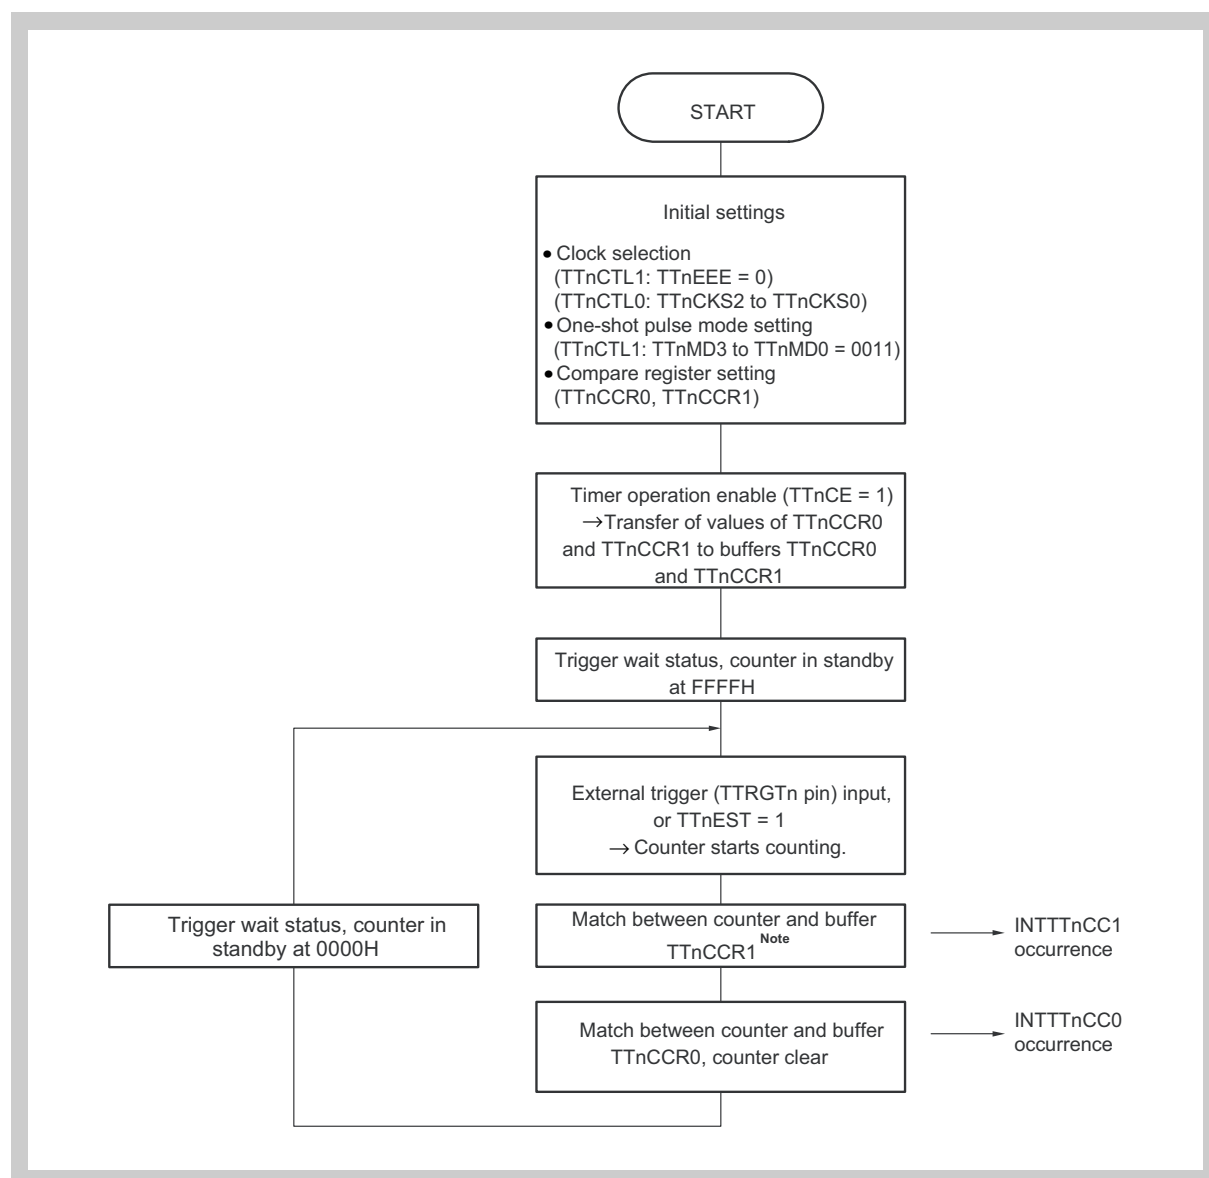 START
Initial settings
• Clock selection
(TTnCTL1: TTnEEE = 0)
(TTnCTL0: TTnCKS2 to TTnCKS0)
• One-shot pulse mode setting
(TTnCTL1: TTnMD3 to TTnMD0 = 0011)
• Compare register setting
(TTnCCR0, TTnCCR1)
Timer operation enable (TTnCE = 1)
→Transfer of values of TTnCCR0
and TTnCCR1 to buffers TTnCCR0
and TTnCCR1
Trigger wait status, counter in standby
at FFFFH
External trigger (TTRGTn pin) input,
or TTnEST = 1
→ Counter starts counting.
Trigger wait status, counter in
standby at 0000H
Match between counter and buffer
TTnCCR1 Note
INTTTnCC1
occurrence
Match between counter and buffer
TTnCCR0, counter clear
INTTTnCC0
occurrence